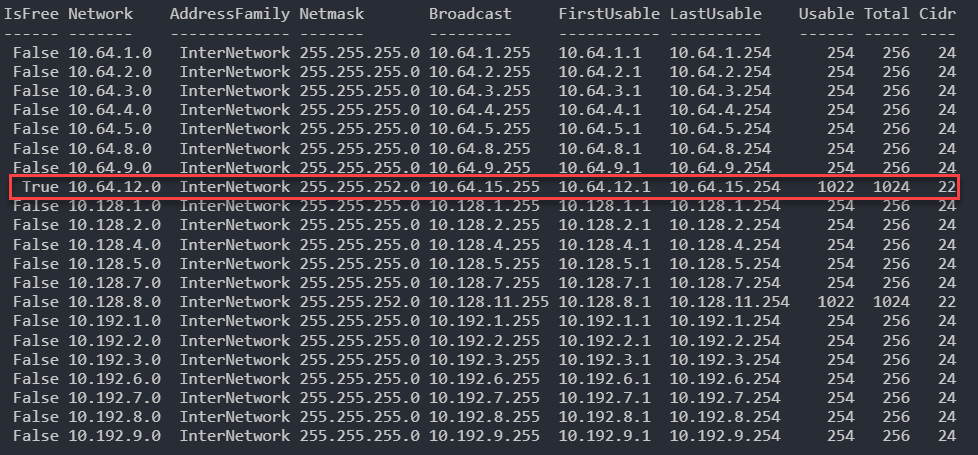 IsFree Network AddressFamily Netmask Broadcast FirstUsable LastUsable Usable Total Cidr
------ ------- ------------- ------- --------- ----------- ---------- ------ ----- ----
False 10.64.1.0 InterNetwork 255.255.255.0 10.64.1.255 10.64.1.1 10.64.1.254 254 256 24
False 10.64.2.0 InterNetwork 255.255.255.0 10.64.2.255 10.64.2.1 10.64.2.254 254 256 24
False 10.64.3.0 InterNetwork 255.255.255.0 10.64.3.255 10.64.3.1 10.64.3.254 254 256 24
False 10.64.4.0 InterNetwork 255.255.255.0 10.64.4.255 10.64.4.1 10.64.4.254 254 256 24
False 10.64.5.0 InterNetwork 255.255.255.0 10.64.5.255 10.64.5.1 10.64.5.254 254 256 24
False 10.64.8.0 InterNetwork 255.255.255.0 10.64.8.255 10.64.8.1 10.64.8.254 254 256 24
False 10.64.9.0 InterNetwork 255.255.255.0 10.64.9.255 10.64.9.1 10.64.9.254 254 256 24
True 10.64.12.0 InterNetwork 255.255.252.0 10.64.15.255 10.64.12.1 10.64.15.254 1022 1024 22
False 10.128.1.0 InterNetwork 255.255.255.0 10.128.1.255 10.128.1.1 10.128.1.254 254 256 24
False 10.128.2.0 InterNetwork 255.255.255.0 10.128.2.255 10.128.2.1 10.128.2.254 254 256 24
False 10.128.4.0 InterNetwork 255.255.255.0 10.128.4.255 10.128.4.1 10.128.4.254 254 256 24
False 10.128.5.0 InterNetwork 255.255.255.0 10.128.5.255 10.128.5.1 10.128.5.254 254 256 24
False 10.128.7.0 InterNetwork 255.255.255.0 10.128.7.255 10.128.7.1 10.128.7.254 254 256 24
False 10.128.8.0 InterNetwork 255.255.252.0 10.128.11.255 10.128.8.1 10.128.11.254 1022 1024 22
False 10.192.1.0 InterNetwork 255.255.255.0 10.192.1.255 10.192.1.1 10.192.1.254 254 256 24
False 10.192.2.0 InterNetwork 255.255.255.0 10.192.2.255 10.192.2.1 10.192.2.254 254 256 24
False 10.192.3.0 InterNetwork 255.255.255.0 10.192.3.255 10.192.3.1 10.192.3.254 254 256 24
False 10.192.6.0 InterNetwork 255.255.255.0 10.192.6.255 10.192.6.1 10.192.6.254 254 256 24
False 10.192.7.0 InterNetwork 255.255.255.0 10.192.7.255 10.192.7.1 10.192.7.254 254 256 24
False 10.192.8.0 InterNetwork 255.255.255.0 10.192.8.255 10.192.8.1 10.192.8.254 254 256 24
False 10.192.9.0 InterNetwork 255.255.255.0 10.192.9.255 10.192.9.1 10.192.9.254 254 256 24